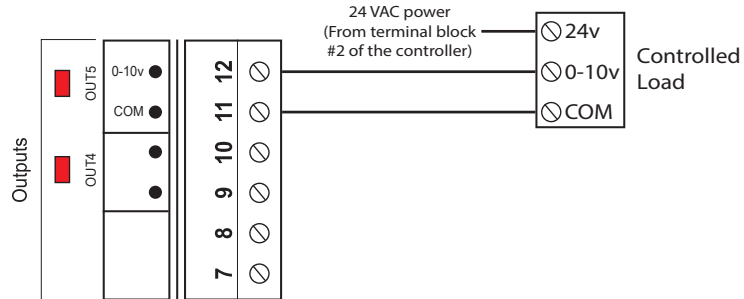 24 VAC power
(From terminal block
#2 of the controller)
24v
0-10v
COM
Controlled
Load
Outputs
OUT5
OUT4
0-10v
COM
12
11
10
9
8
7